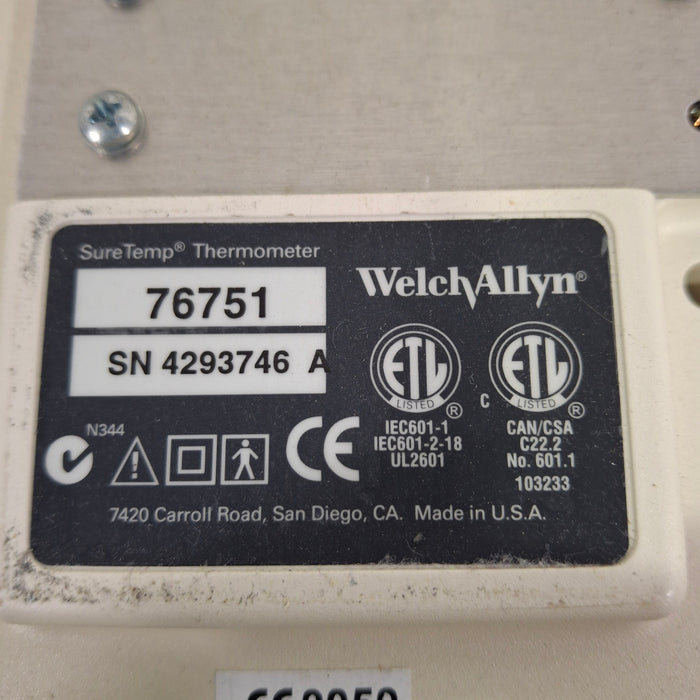 SureTemp® Thermometer
76751
SN 4293746 A
WelchAllyn®
ETL
LISTED
®
C
ETL
LISTED
®
IEC601-1
IEC601-2-18
UL2601
CAN/CSA
C22.2
No. 601.1
103233
N344
CE
7420 Carroll Road, San Diego, CA. Made in U.S.A.